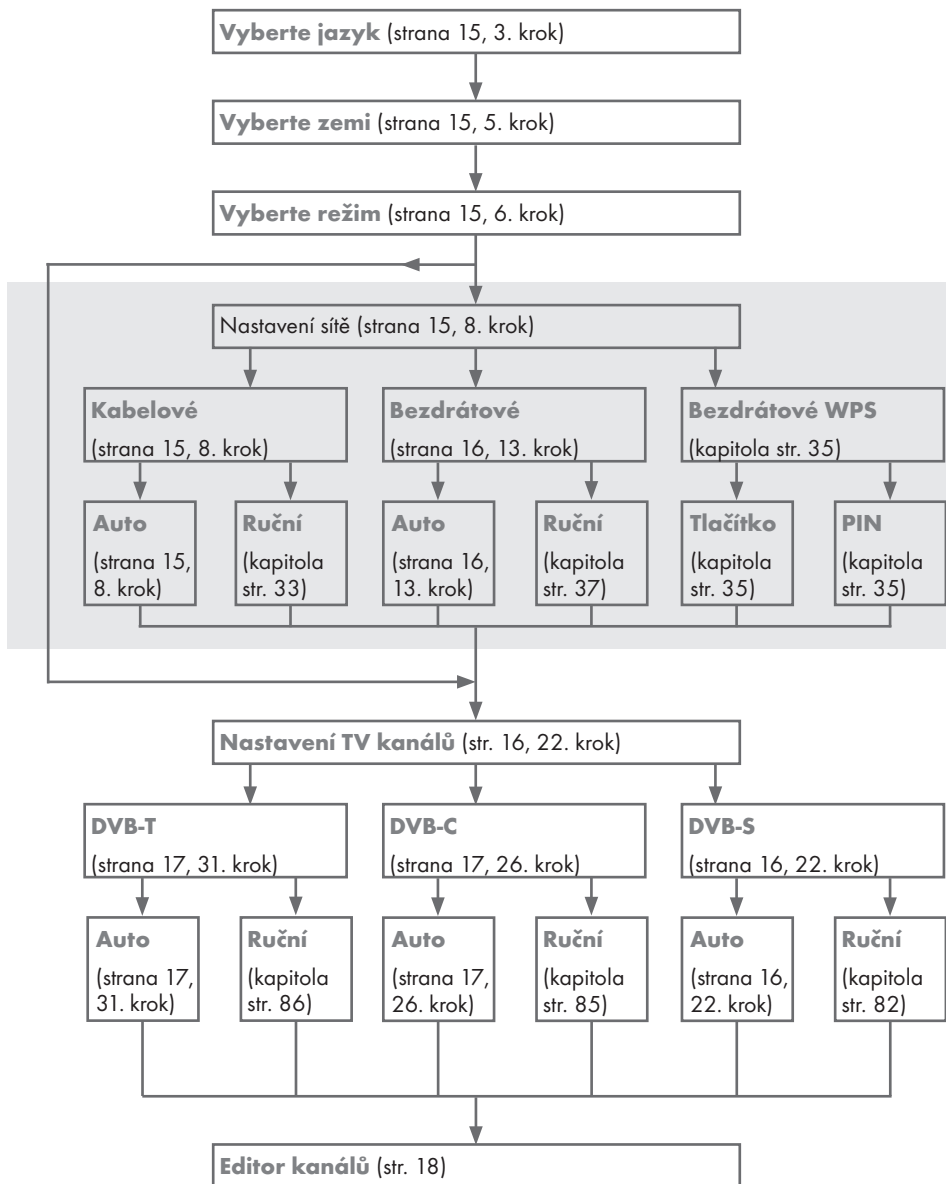 Vyberte jazyk (strana 15, 3. krok)
Vyberte zemi (strana 15, 5. krok)
Vyberte režim (strana 15, 6. krok)
Nastavení sítě (strana 15, 8. krok)
Kabelové
(strana 15, 8. krok)
Bezdrátové
(strana 16, 13. krok)
Bezdrátové WPS
(kapitola str. 35)
Auto
(strana 15,
8. krok)
Ruční
(kapitola
str. 33)
Auto
(strana 16,
13. krok)
Ruční
(kapitola
str. 37)
Tlačítko
(kapitola
str. 35)
PIN
(kapitola
str. 35)
Nastavení TV kanálů (str. 16, 22. krok)
DVB-T
(strana 17, 31. krok)
DVB-C
(strana 17, 26. krok)
DVB-S
(strana 16, 22. krok)
Auto
(strana 17,
31. krok)
Ruční
(kapitola
str. 86)
Auto
(strana 17,
26. krok)
Ruční
(kapitola
str. 85)
Auto
(strana 16,
22. krok)
Ruční
(kapitola
str. 82)
Editor kanálů (str. 18)